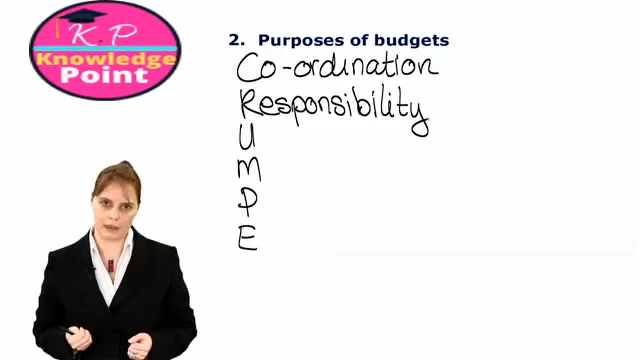 K.P
Knowledge
Point
2. Purposes of budgets
Co-ordination
Responsibility
U
M
P
E